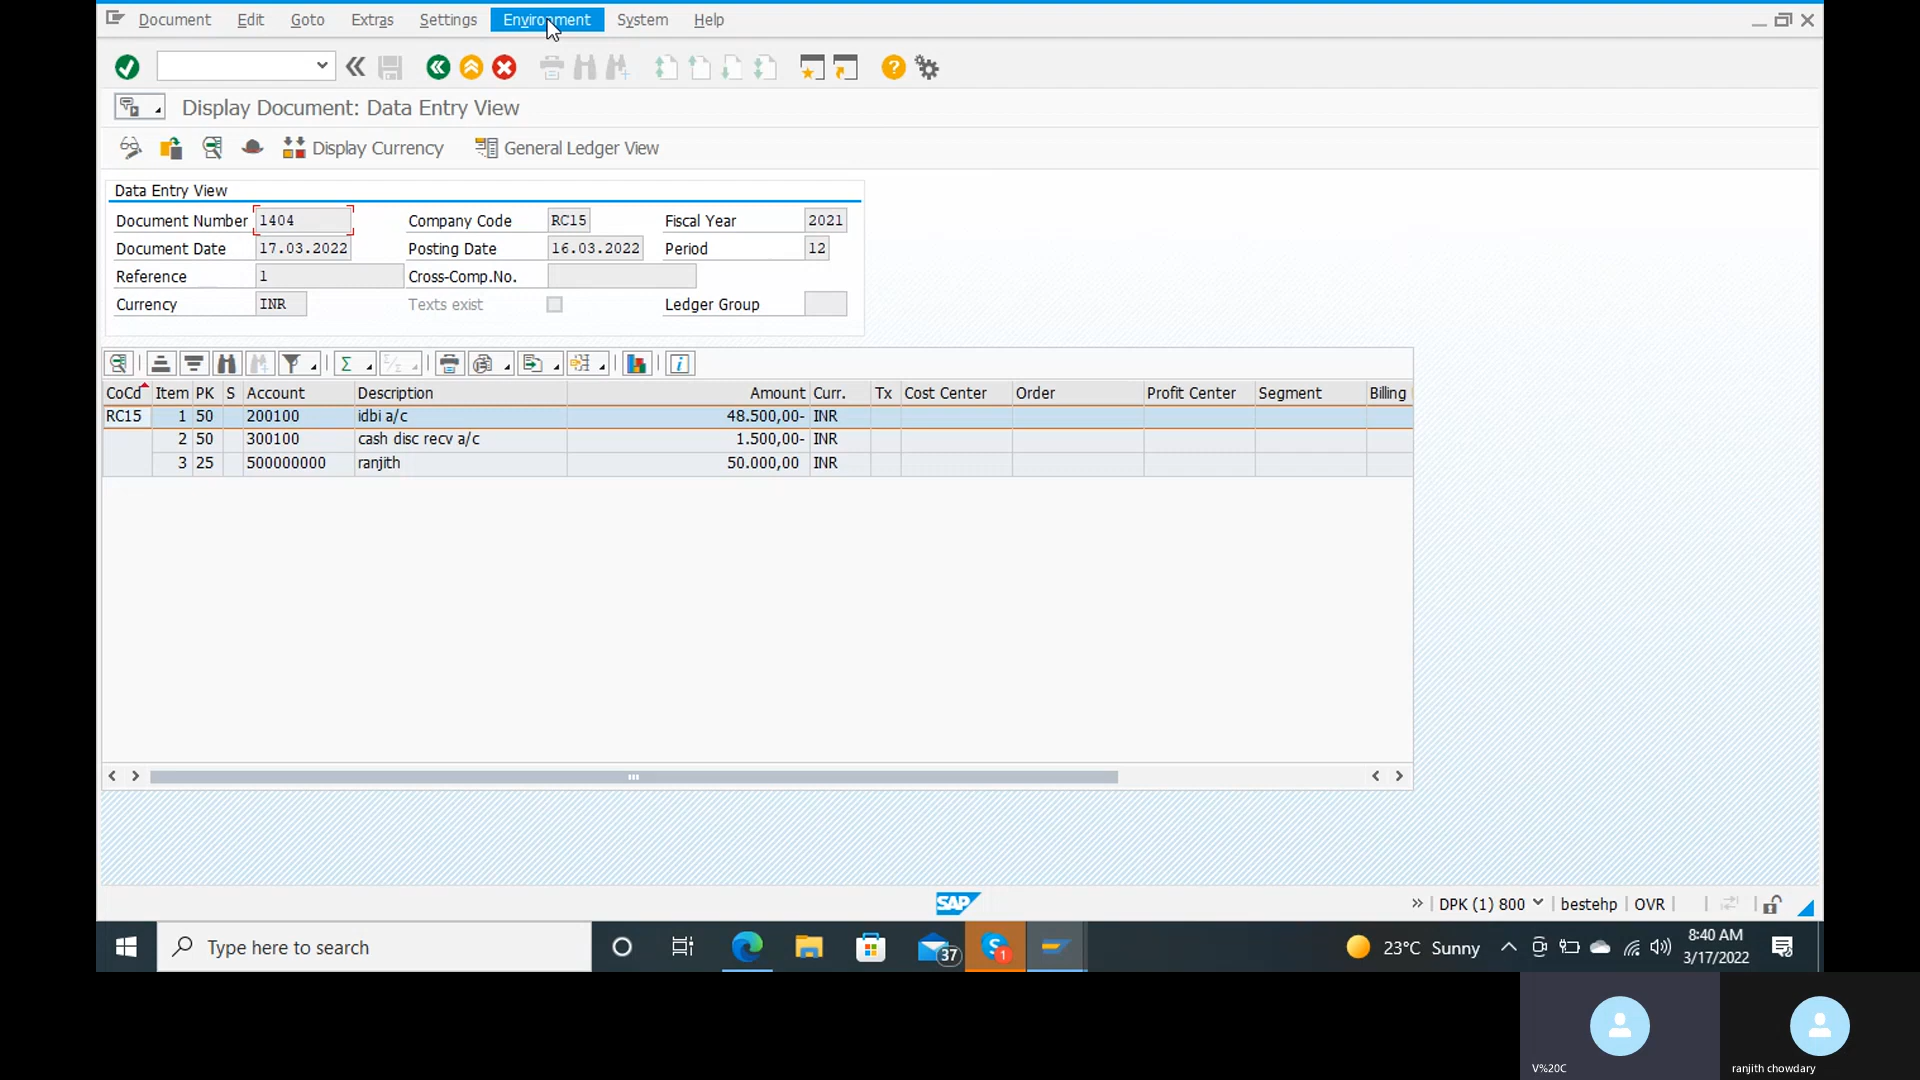 Document Edit Goto Extras Settings Environment System Help
Display Document: Data Entry View
Display Currency General Ledger View
Data Entry View
Document Number 1404 Company Code RC15 Fiscal Year 2021
Document Date 17.03.2022 Posting Date 16.03.2022 Period 12
Reference 1 Cross-Comp.No.
Currency INR Texts exist Ledger Group
CoCd Item PK S Account Description Amount Curr. Tx Cost Center Order Profit Center Segment Billing
RC15 1 50 200100 idbi a/c 48.500,00- INR
2 50 300100 cash disc recv a/c 1.500,00- INR
3 25 500000000 ranjith 50.000,00 INR
SAP DPK (1) 800 bestehp OVR
Type here to search 37 S 1 23°C Sunny 8:40 AM
3/17/2022
V%20C ranjith chowdary